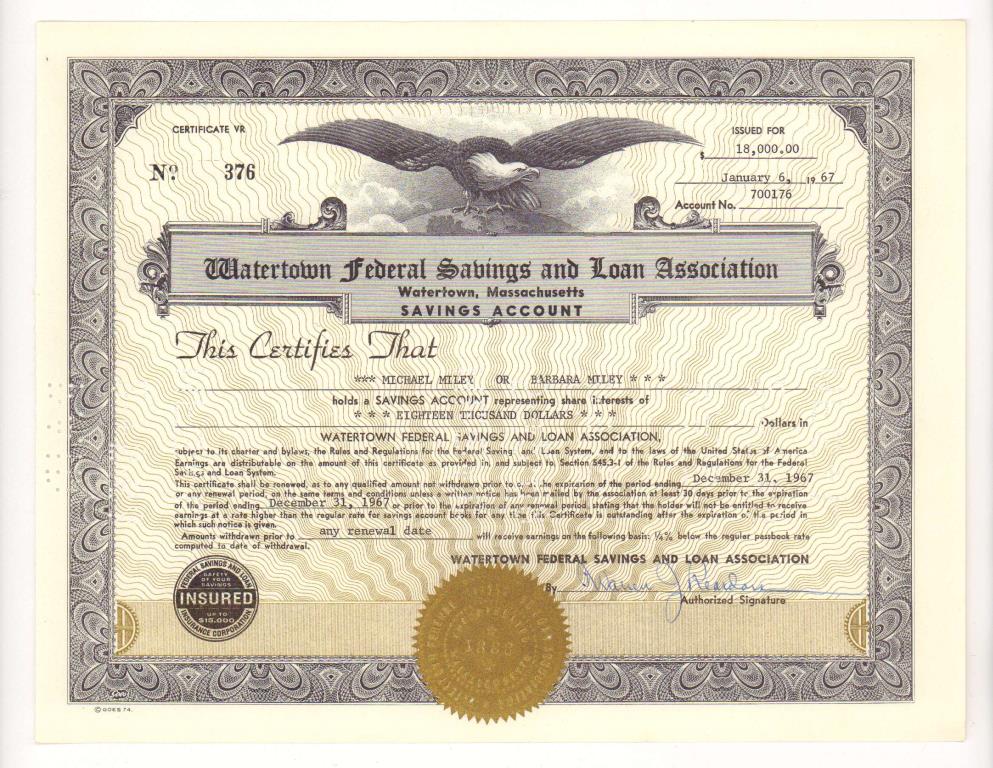 CERTIFICATE VR
ISSUED FOR
$ 18,000.00
Nº 376
January 6, 1967
700176
Account No.
Watertown Federal Savings and Loan Association
Watertown, Massachusetts
SAVINGS ACCOUNT
This Certifies That
*** MICHAEL MILEY OR BARBARA MILEY * * *
holds a SAVINGS ACCOUNT representing share interests of
* * * EIGHTEEN THOUSAND DOLLARS * * *
Dollars in
WATERTOWN FEDERAL SAVINGS AND LOAN ASSOCIATION,
subject to its charter and bylaws, the Rules and Regulations for the Federal Savings and Loan System, and to the laws of the United States of America
Earnings are distributable on the amount of this certificate as provided in, and subject to, Section 545.3-1 of the Rules and Regulations for the Federal
Savings and Loan System.
This certificate shall be renewed, as to any qualified amount not withdrawn prior to or at the expiration of the period ending December 31, 1967
or any renewal period, on the same terms and conditions unless a written notice has been mailed by the association at least 30 days prior to the expiration
of the period ending December 31, 1967 or prior to the expiration of any renewal period, stating that the holder will not be entitled to receive
earnings at a rate higher than the regular rate for savings account books for any time this Certificate is outstanding after the expiration of the period in
which such notice is given.
Amounts withdrawn prior to any renewal date will receive earnings on the following basis: ¼% below the regular passbook rate
computed to date of withdrawal.
WATERTOWN FEDERAL SAVINGS AND LOAN ASSOCIATION
By
Authorized Signature
FEDERAL SAVINGS AND LOAN
SAFETY
OF YOUR
SAVINGS
INSURED
UP TO
$15,000
INSURANCE CORPORATION
1888
Goes
© GOES 74.